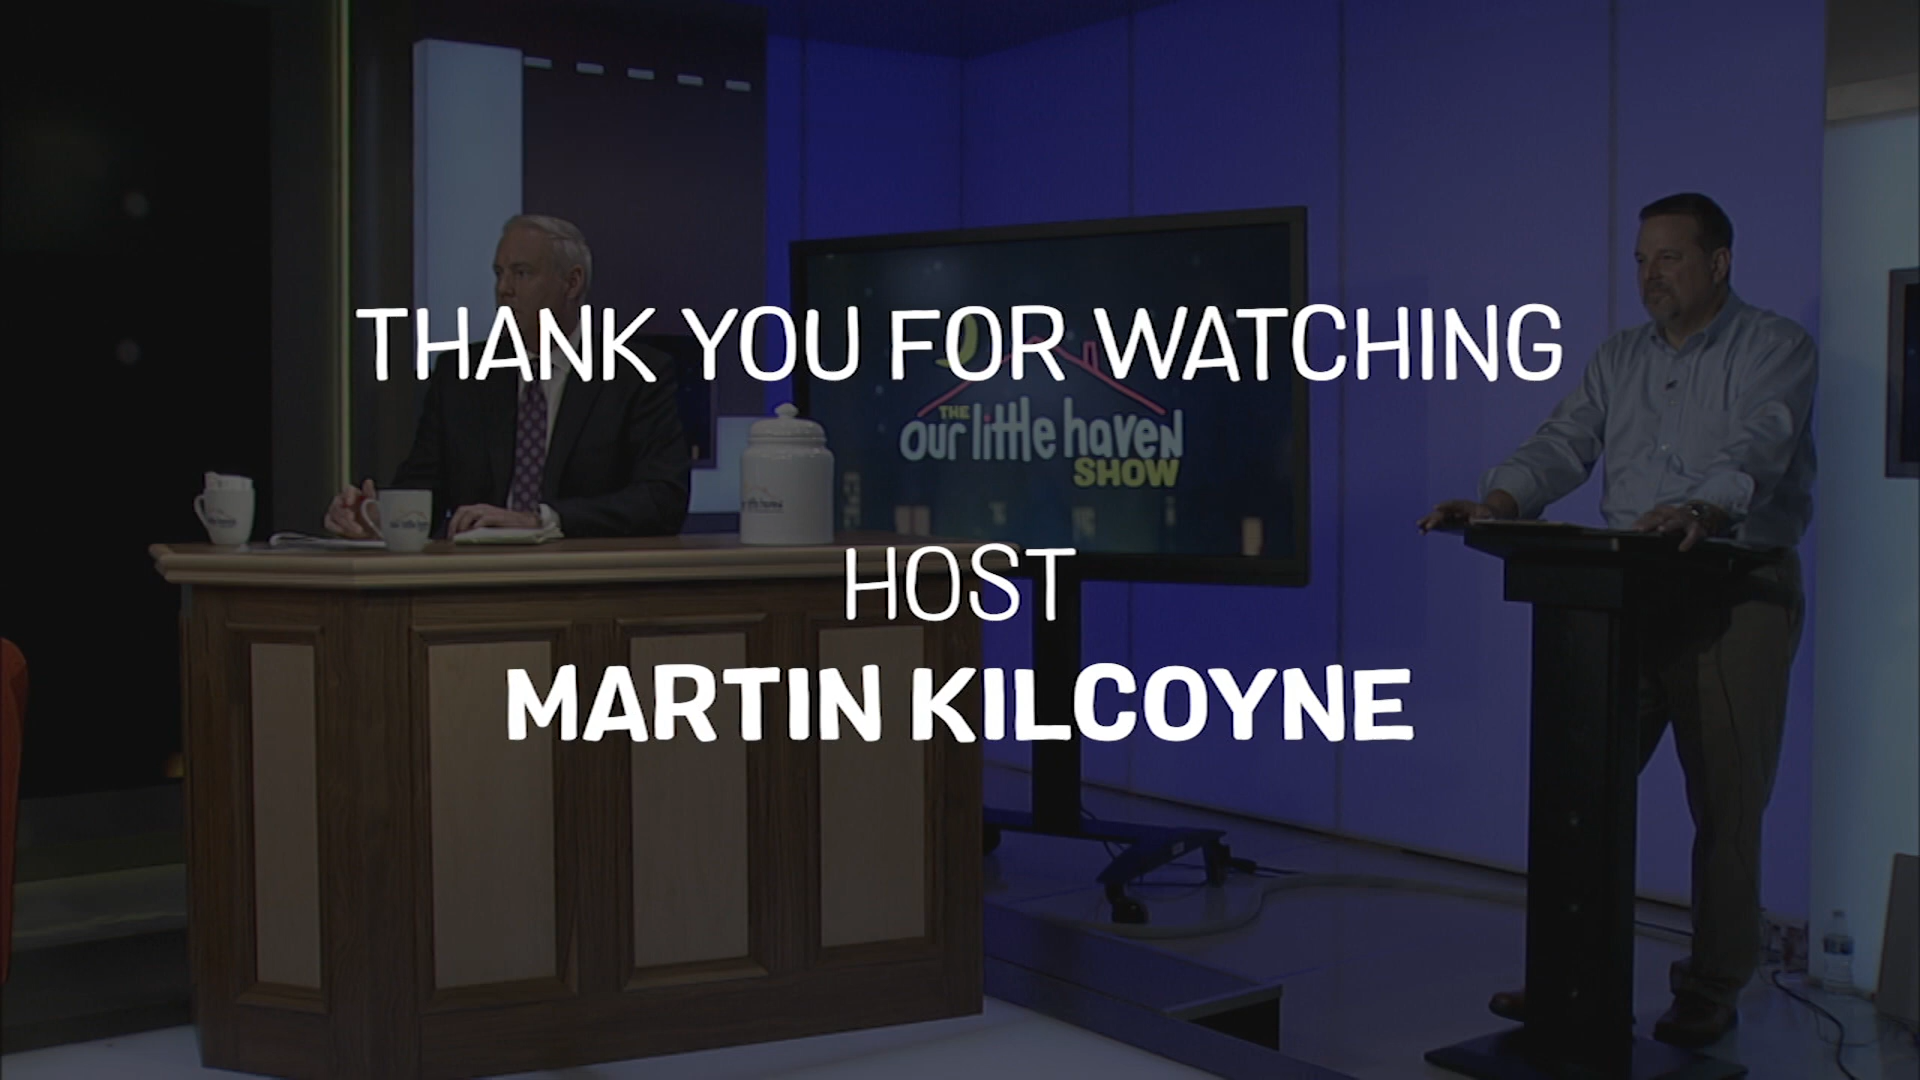 THANK YOU FOR WATCHING
THE
our little haven
SHOW
HOST
MARTIN KILCOYNE